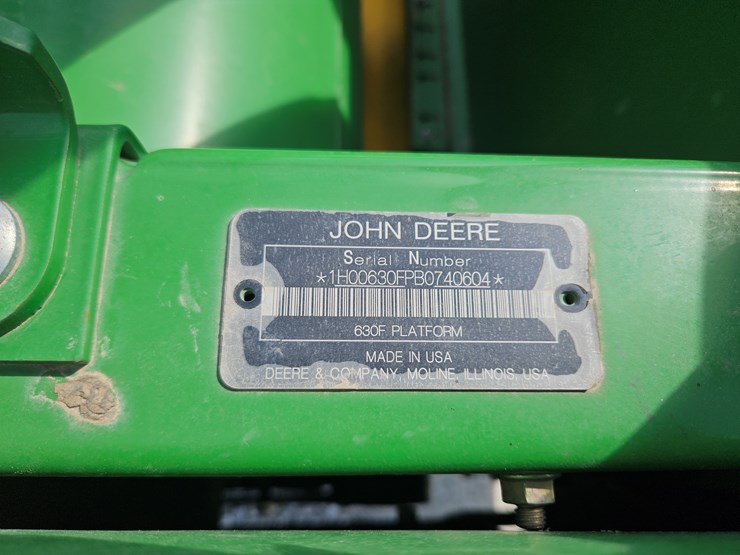 JOHN DEERE
Serial Number
*1H00630FPB0740604*
630F PLATFORM
MADE IN USA
DEERE & COMPANY, MOLINE, ILLINOIS, USA